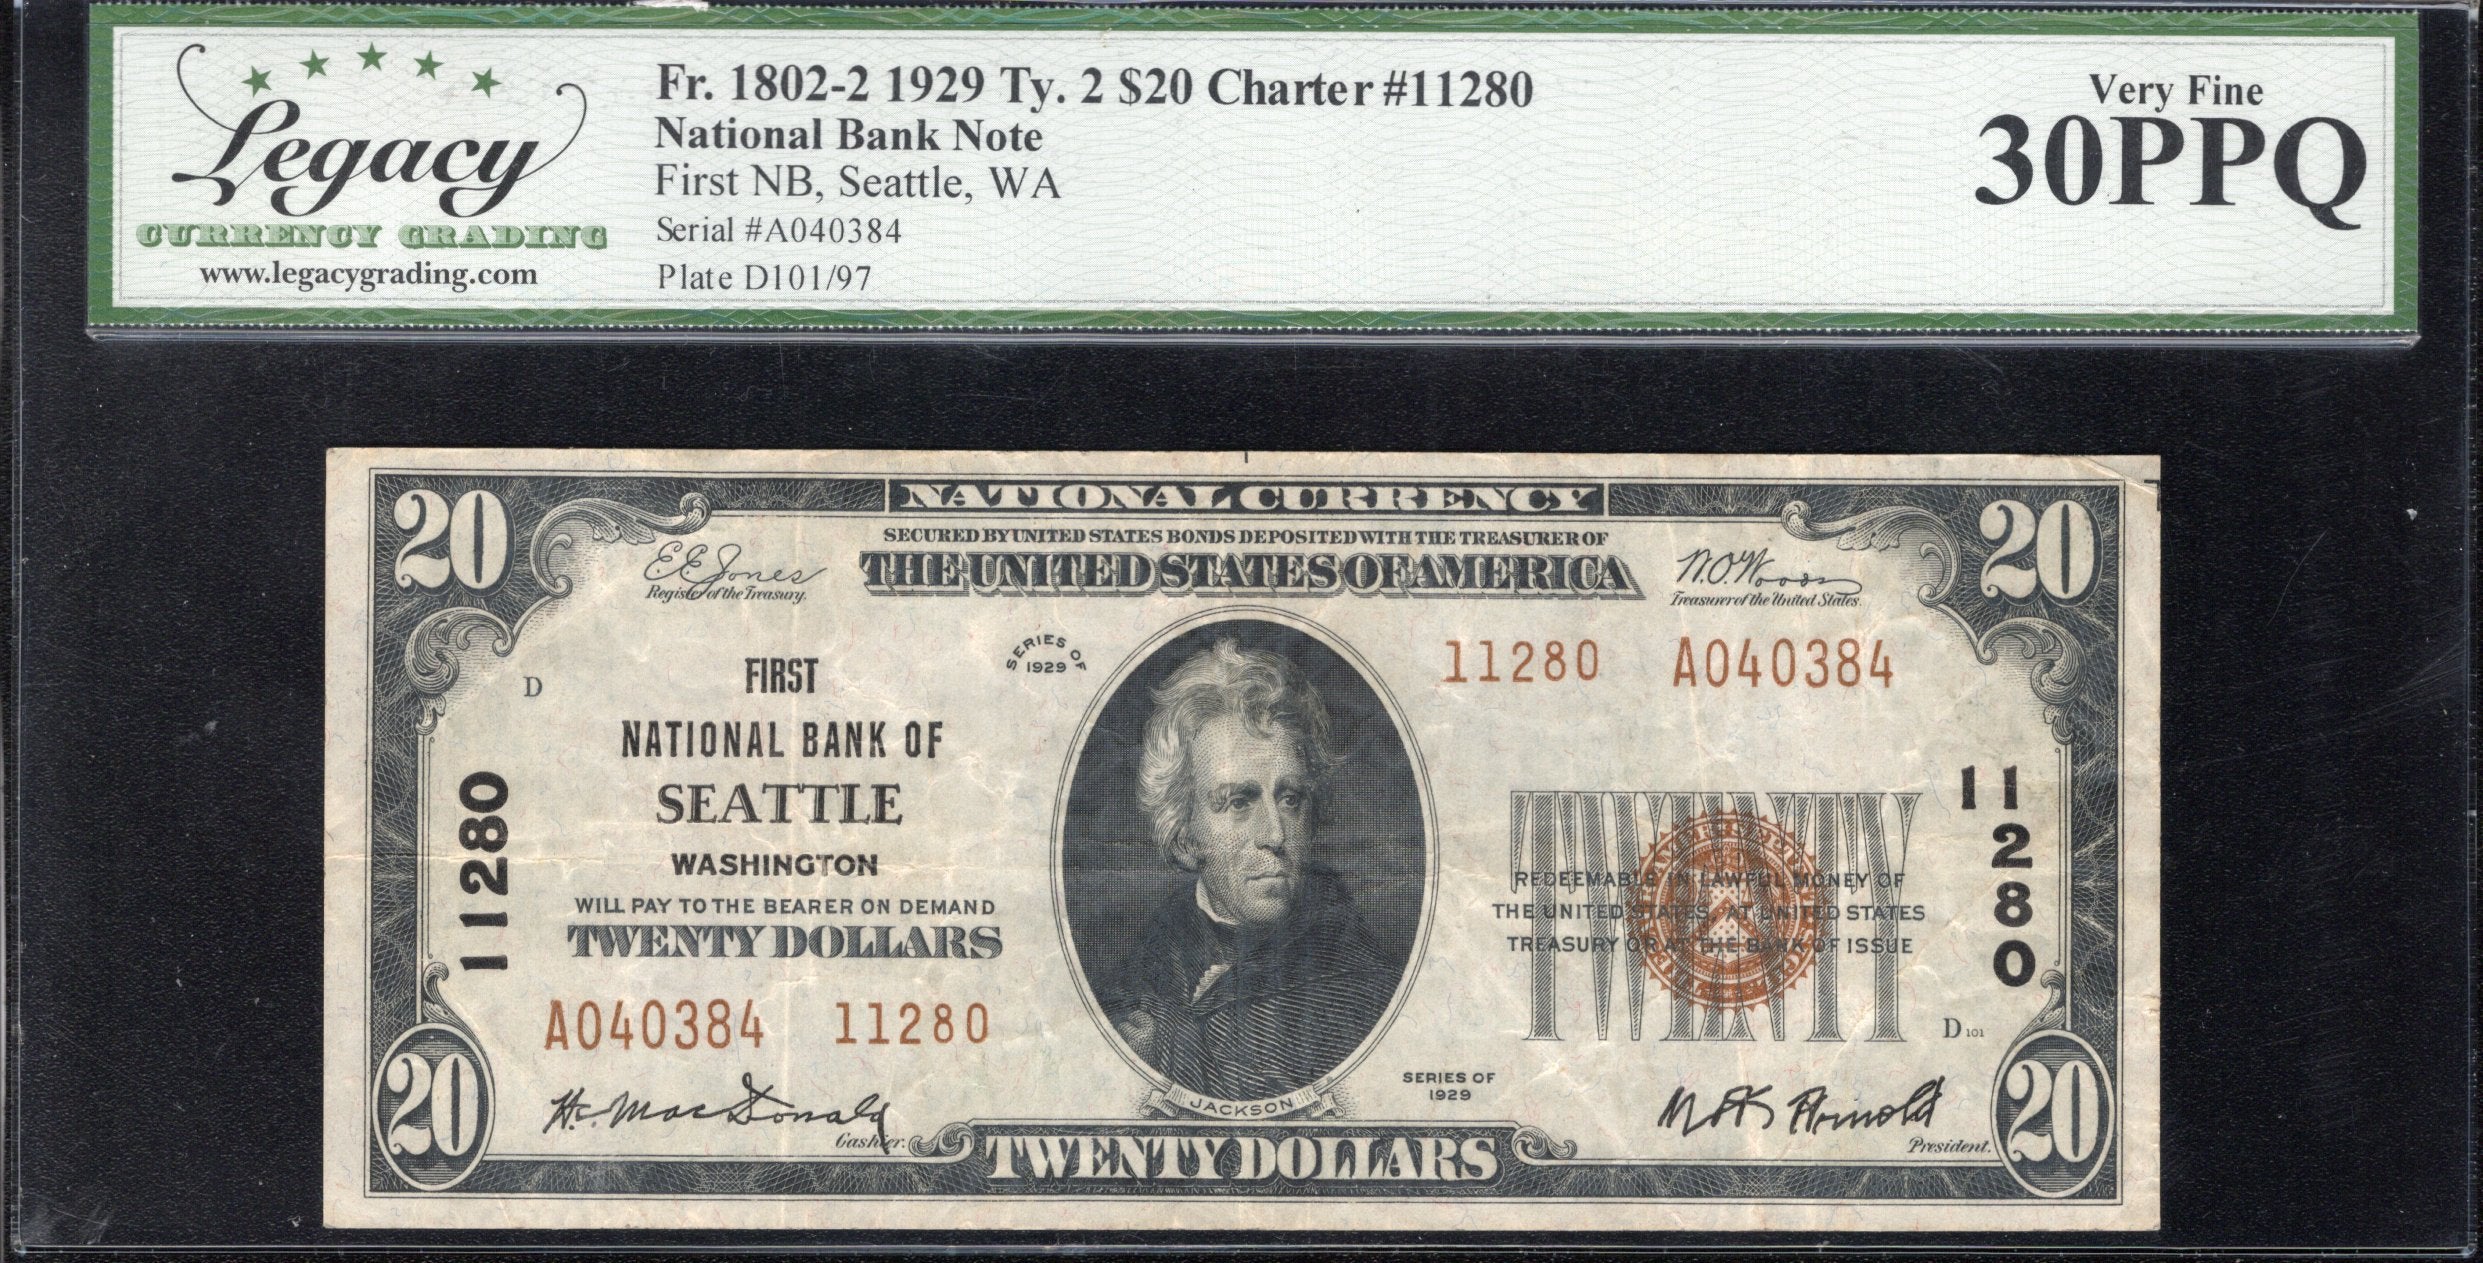 Legacy
CURRENCY GRADING
www.legacygrading.com
Fr. 1802-2 1929 Ty. 2 $20 Charter #11280
National Bank Note
First NB, Seattle, WA
Serial #A040384
Plate D101/97
Very Fine
30PPQ
20
NATIONAL CURRENCY
20
SECURED BY UNITED STATES BONDS DEPOSITED WITH THE TREASURER OF
THE UNITED STATES OF AMERICA
E.E. Jones
Register of the Treasury.
W.O. Woods
Treasurer of the United States.
SERIES OF
1929
11280 A040384
D
FIRST
NATIONAL BANK OF
SEATTLE
WASHINGTON
WILL PAY TO THE BEARER ON DEMAND
TWENTY DOLLARS
11280
A040384 11280
TWENTY
REDEEMABLE IN LAWFUL MONEY OF
THE UNITED STATES, AT UNITED STATES
TREASURY OR AT THE BANK OF ISSUE
11280
D 101
SERIES OF
1929
JACKSON
H.C. MacDonald
Cashier.
Arnold
President.
20
TWENTY DOLLARS
20